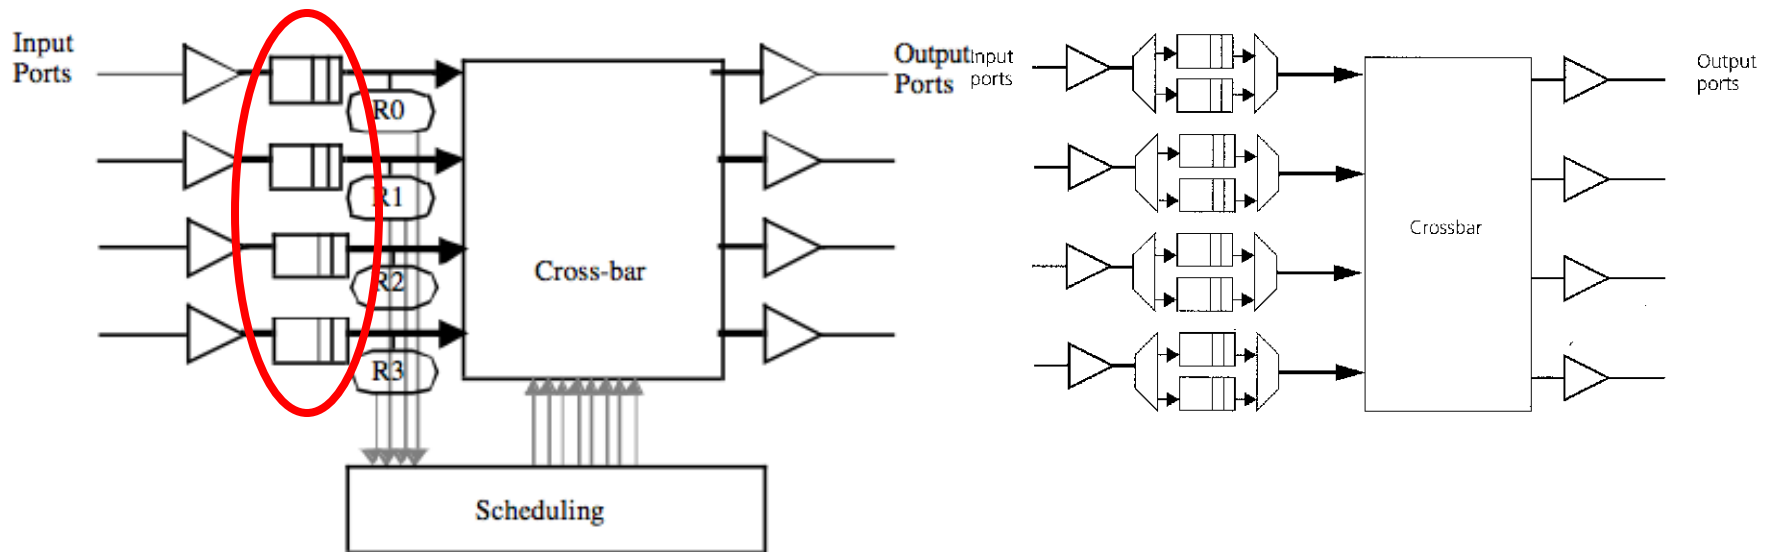 Input
Ports
R0
R1
R2
R3
Cross-bar
Scheduling
Output
Ports
Input
ports
Crossbar
Output
ports